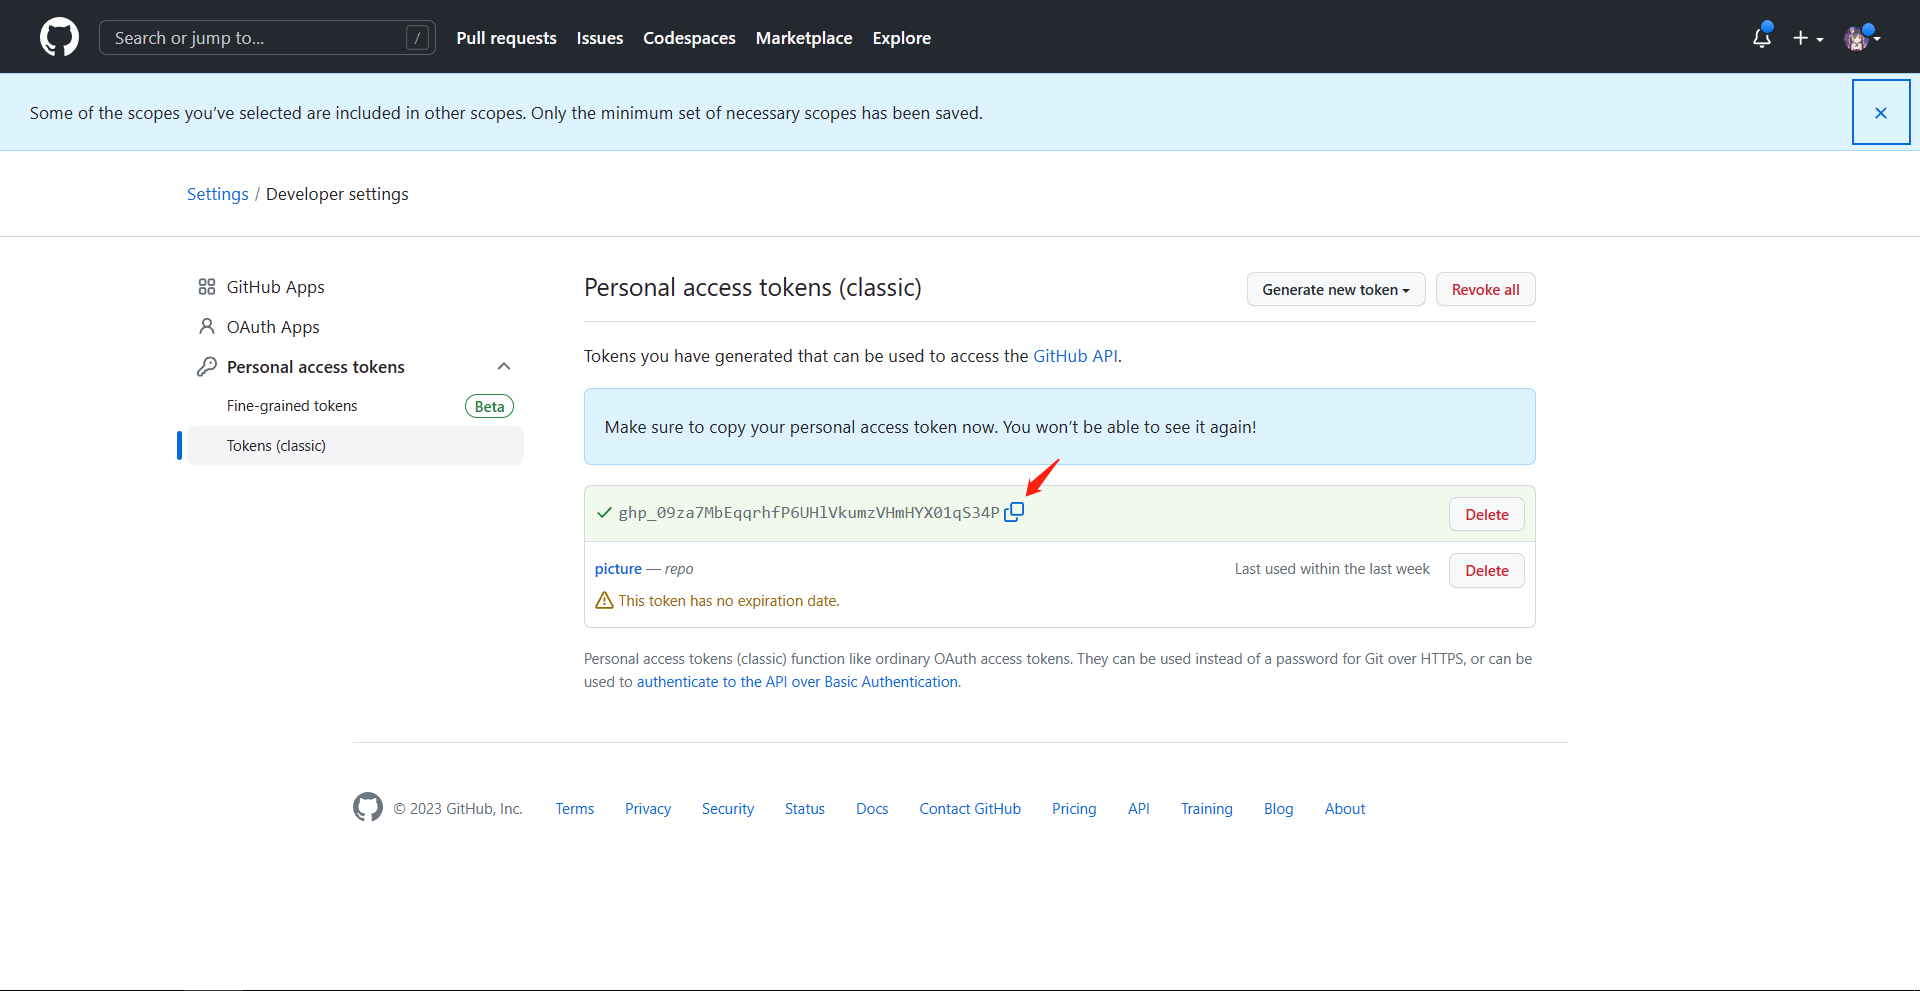 Search or jump to...
/
Pull requests
Issues
Codespaces
Marketplace
Explore
Some of the scopes you’ve selected are included in other scopes. Only the minimum set of necessary scopes has been saved.
Settings / Developer settings
GitHub Apps
OAuth Apps
Personal access tokens
Fine-grained tokens
Beta
Tokens (classic)
Personal access tokens (classic)
Generate new token
Revoke all
Tokens you have generated that can be used to access the GitHub API.
Make sure to copy your personal access token now. You won’t be able to see it again!
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
Delete
picture — repo
Last used within the last week
Delete
This token has no expiration date.
Personal access tokens (classic) function like ordinary OAuth access tokens. They can be used instead of a password for Git over HTTPS, or can be
used to authenticate to the API over Basic Authentication.
© 2023 GitHub, Inc.
Terms
Privacy
Security
Status
Docs
Contact GitHub
Pricing
API
Training
Blog
About